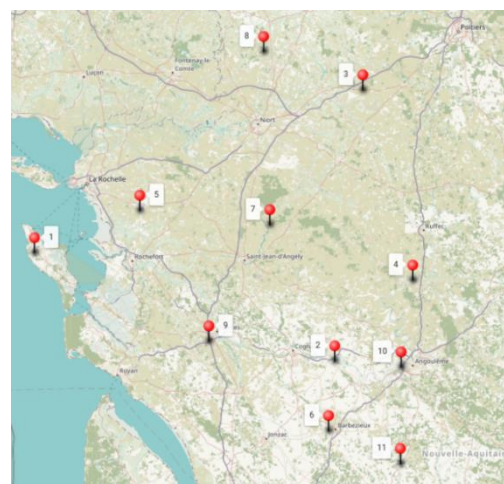 8
Poitiers
3
Fontenay-le-
Comte
Luçon
Niort
La Rochelle
5
7
1
Ruffec
Rochefort
Saint-Jean-d'Angély
4
9
2
10
Cognac
Angoulême
Royan
6
Barbezieux
Jonzac
11
Nouvelle-Aquitaine